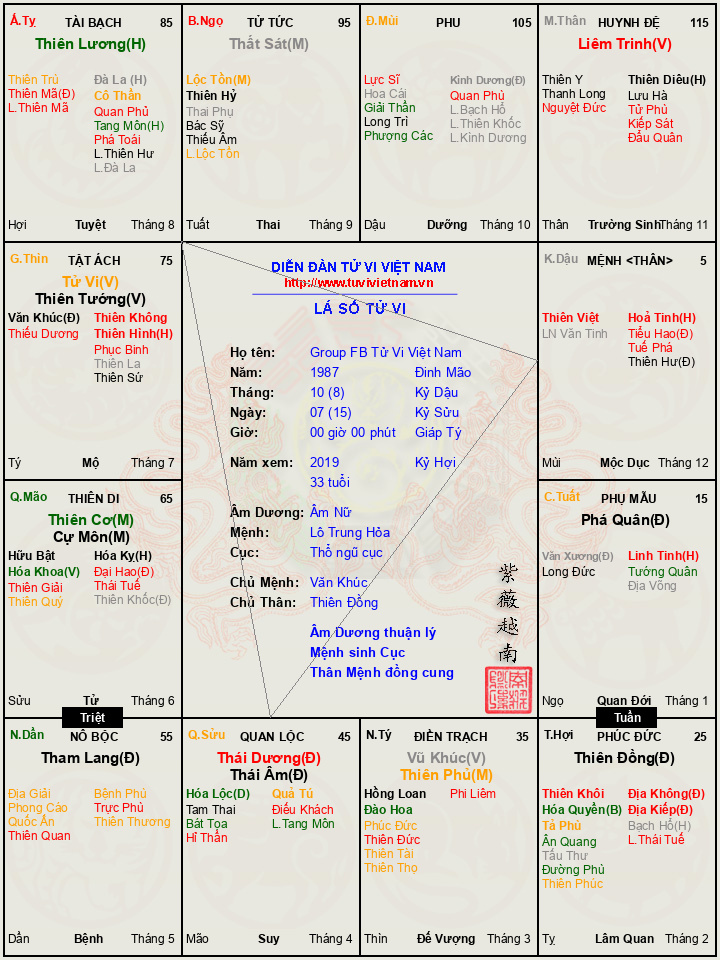 Ấ.Tỵ TÀI BẠCH 85
Thiên Lương(H)
Thiên Trù Đà La (H)
Thiên Mã(Đ) Cô Thần
L.Thiên Mã Quan Phủ
Tang Môn(H)
Phá Toái
L.Thiên Hư
L.Đà La
Hợi Tuyệt Tháng 8
B.Ngọ TỬ TỨC 95
Thất Sát(M)
Lộc Tồn(M)
Thiên Hỷ
Thai Phụ
Bác Sỹ
Thiếu Âm
L.Lộc Tồn
Tuất Thai Tháng 9
Đ.Mùi PHU 105
Lực Sĩ Kình Dương(Đ)
Hoa Cái Quan Phù
Giải Thần L.Bạch Hổ
Long Trì L.Thiên Khốc
Phượng Các L.Kình Dương
Dậu Dưỡng Tháng 10
M.Thân HUYNH ĐỆ 115
Liêm Trinh(V)
Thiên Y Thiên Diêu(H)
Thanh Long Lưu Hà
Nguyệt Đức Tử Phù
Kiếp Sát
Đẩu Quân
Thân Trường Sinh Tháng 11
G.Thìn TẬT ÁCH 75
Tử Vi(V)
Thiên Tướng(V)
Văn Khúc(Đ) Thiên Không
Thiếu Dương Thiên Hình(H)
Phục Binh
Thiên La
Thiên Sứ
Tý Mộ Tháng 7
DIỄN ĐÀN TỬ VI VIỆT NAM
http://www.tuvivietnam.vn
LÁ SỐ TỬ VI
Họ tên: Group FB Tử Vi Việt Nam
Năm: 1987 Đinh Mão
Tháng: 10 (8) Kỷ Dậu
Ngày: 07 (15) Kỷ Sửu
Giờ: 00 giờ 00 phút Giáp Tý
Năm xem: 2019 Kỷ Hợi
33 tuổi
Âm Dương: Âm Nữ
Mệnh: Lô Trung Hỏa
Cục: Thổ ngũ cục
Chủ Mệnh: Văn Khúc
Chủ Thân: Thiên Đồng
Âm Dương thuận lý
Mệnh sinh Cục
Thân Mệnh đồng cung
紫
薇
越
南
K.Dậu MỆNH <THÂN> 5
Thiên Việt Hoả Tinh(H)
LN Văn Tinh Tiểu Hao(Đ)
Tuế Phá
Thiên Hư(Đ)
Mùi Mộc Dục Tháng 12
Q.Mão THIÊN DI 65
Thiên Cơ(M)
Cự Môn(M)
Hữu Bật Hóa Kỵ(H)
Hóa Khoa(V) Đại Hao(Đ)
Thiên Giải Thái Tuế
Thiên Quý Thiên Khốc(Đ)
Sửu Tử Tháng 6
Triệt
C.Tuất PHỤ MẪU 15
Phá Quân(Đ)
Văn Xương(Đ) Linh Tinh(H)
Long Đức Tướng Quân
Địa Võng
Ngọ Quan Đới Tháng 1
Tuần
N.Dần NÔ BỘC 55
Tham Lang(Đ)
Địa Giải Bệnh Phù
Phong Cáo Trực Phù
Quốc Ấn Thiên Thương
Thiên Quan
Dần Bệnh Tháng 5
Q.Sửu QUAN LỘC 45
Thái Dương(Đ)
Thái Âm(Đ)
Hóa Lộc(D) Quả Tú
Tam Thai Điếu Khách
Bát Tọa L.Tang Môn
Hỉ Thần
Mão Suy Tháng 4
N.Tý ĐIỀN TRẠCH 35
Vũ Khúc(V)
Thiên Phủ(M)
Hồng Loan Phi Liêm
Đào Hoa
Phúc Đức
Thiên Đức
Thiên Tài
Thiên Thọ
Thìn Đế Vượng Tháng 3
T.Hợi PHÚC ĐỨC 25
Thiên Đồng(Đ)
Thiên Khôi Địa Không(Đ)
Hóa Quyền(B) Địa Kiếp(Đ)
Tả Phù Bạch Hổ(H)
Ân Quang L.Thái Tuế
Tấu Thư
Đường Phù
Thiên Phúc
Tỵ Lâm Quan Tháng 2